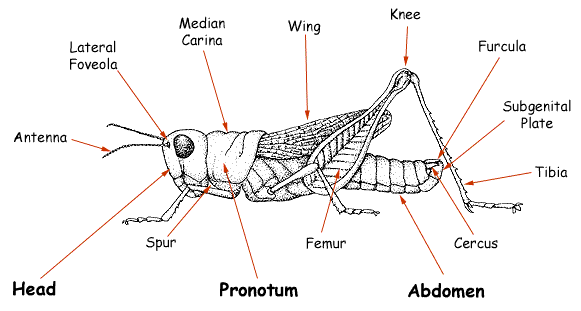 Knee
Median
Carina
Wing
Lateral
Foveola
Furcula
Subgenital
Plate
Antenna
Tibia
Spur
Femur
Cercus
Head
Pronotum
Abdomen